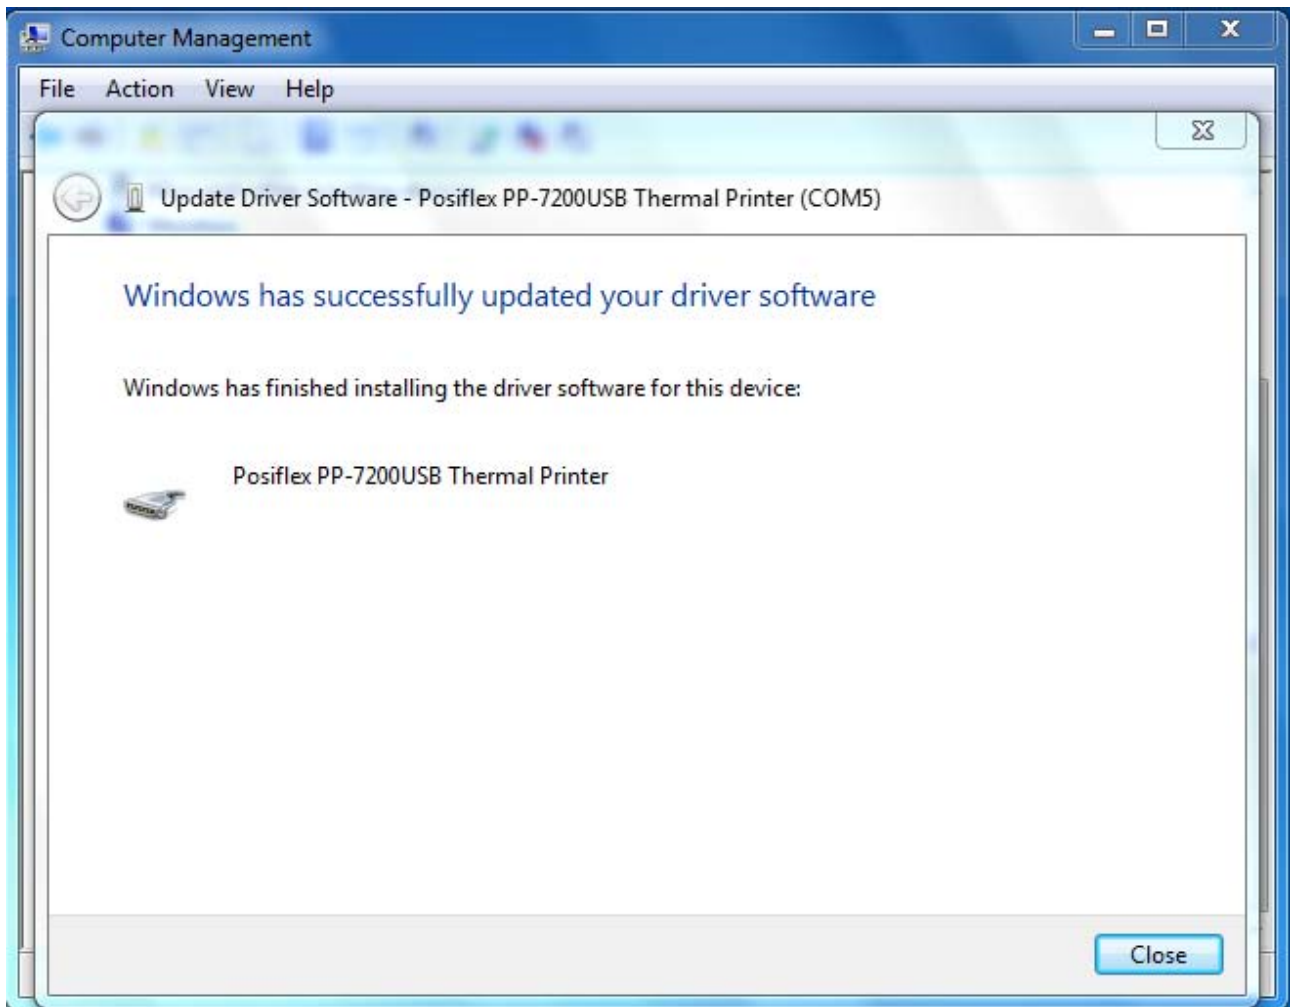 Computer Management
File Action View Help
Update Driver Software - Posiflex PP-7200USB Thermal Printer (COM5)
Windows has successfully updated your driver software
Windows has finished installing the driver software for this device:
Posiflex PP-7200USB Thermal Printer
Close